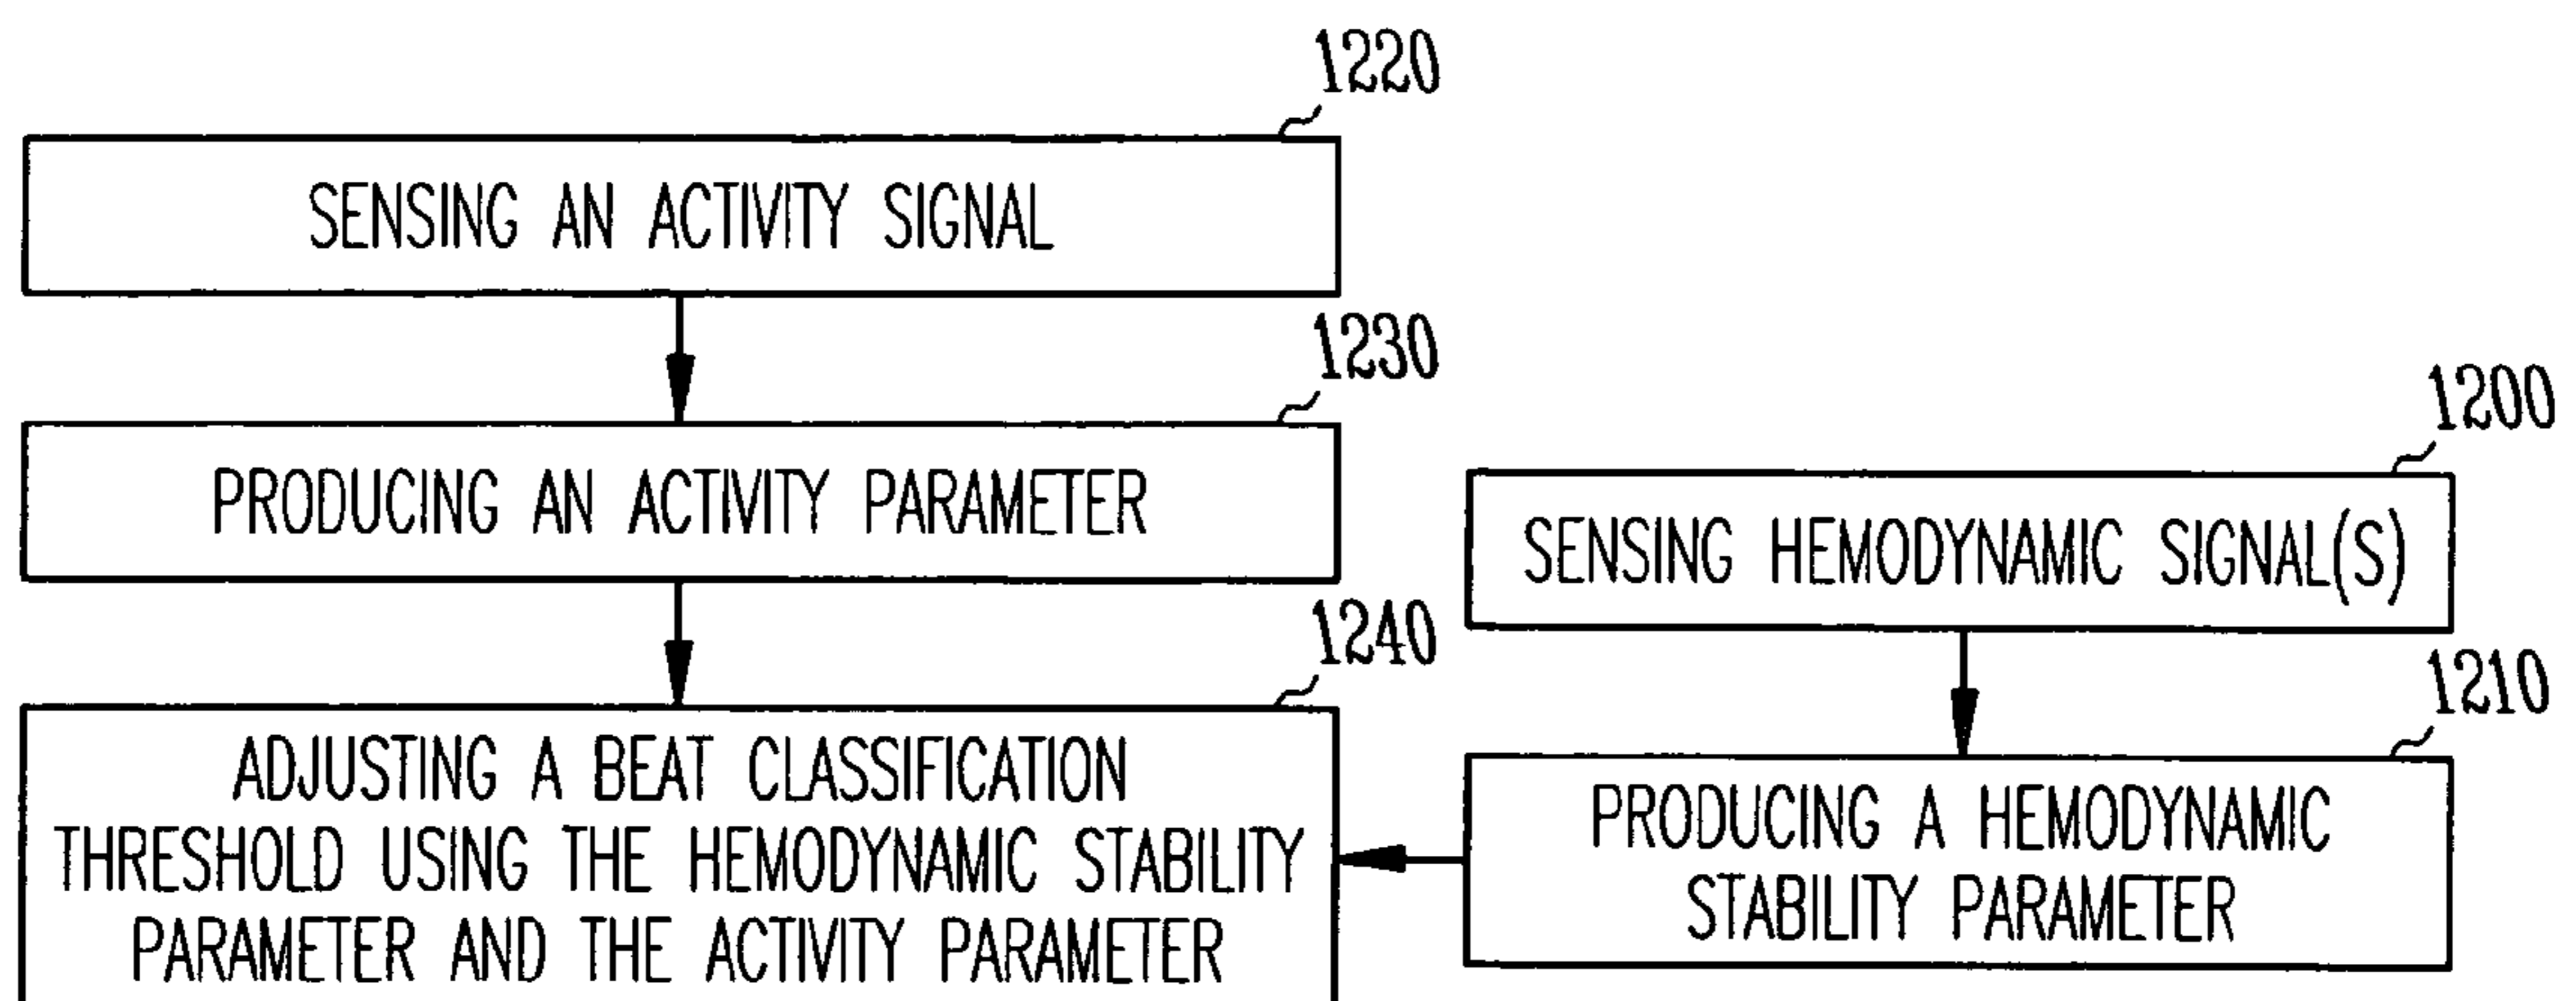 1220
SENSING AN ACTIVITY SIGNAL
1230
PRODUCING AN ACTIVITY PARAMETER
1200
SENSING HEMODYNAMIC SIGNAL(S)
1240
ADJUSTING A BEAT CLASSIFICATION
THRESHOLD USING THE HEMODYNAMIC STABILITY
PARAMETER AND THE ACTIVITY PARAMETER
1210
PRODUCING A HEMODYNAMIC
STABILITY PARAMETER